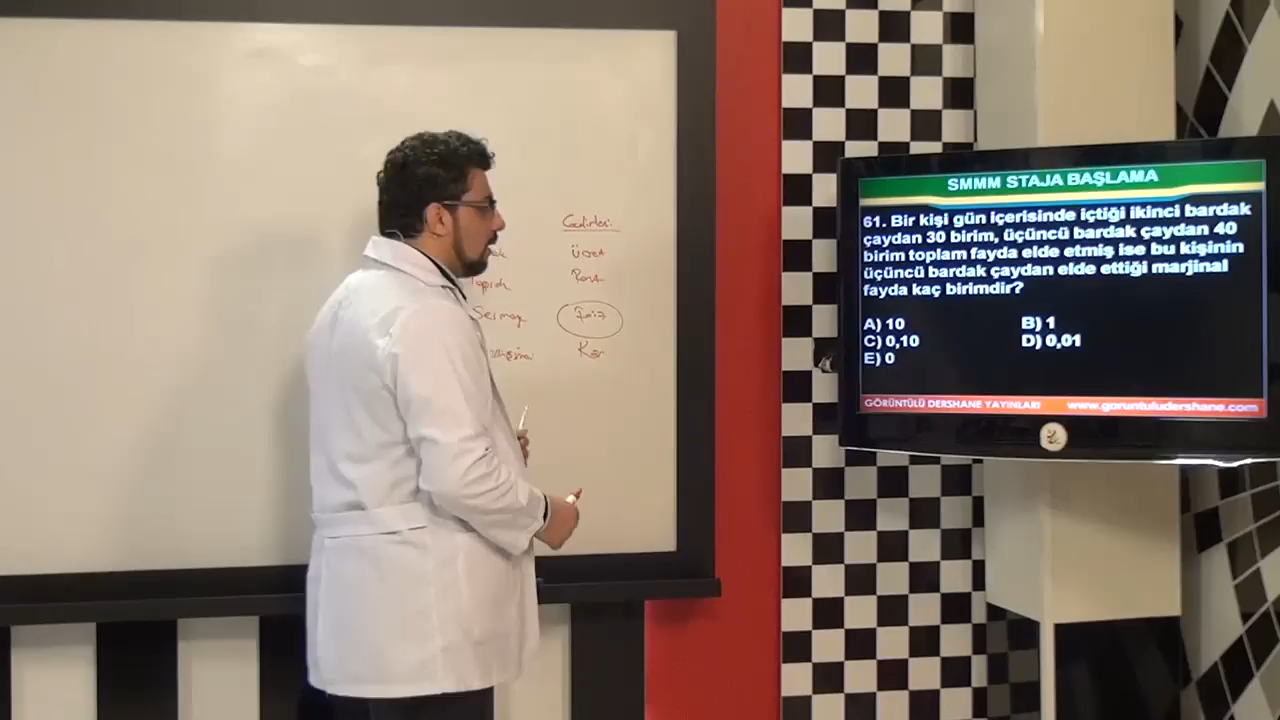 Gelirleri
Ücret
Rant
Faiz
Kar
SMMM STAJA BAŞLAMA
61. Bir kişi gün içerisinde içtiği ikinci bardak
çaydan 30 birim, üçüncü bardak çaydan 40
birim toplam fayda elde etmiş ise bu kişinin
üçüncü bardak çaydan elde ettiği marjinal
fayda kaç birimdir?
A) 10 B) 1
C) 0,10 D) 0,01
E) 0
GÖRÜNTÜLÜ DERSHANE YAYINLARI www.goruntuludershane.com